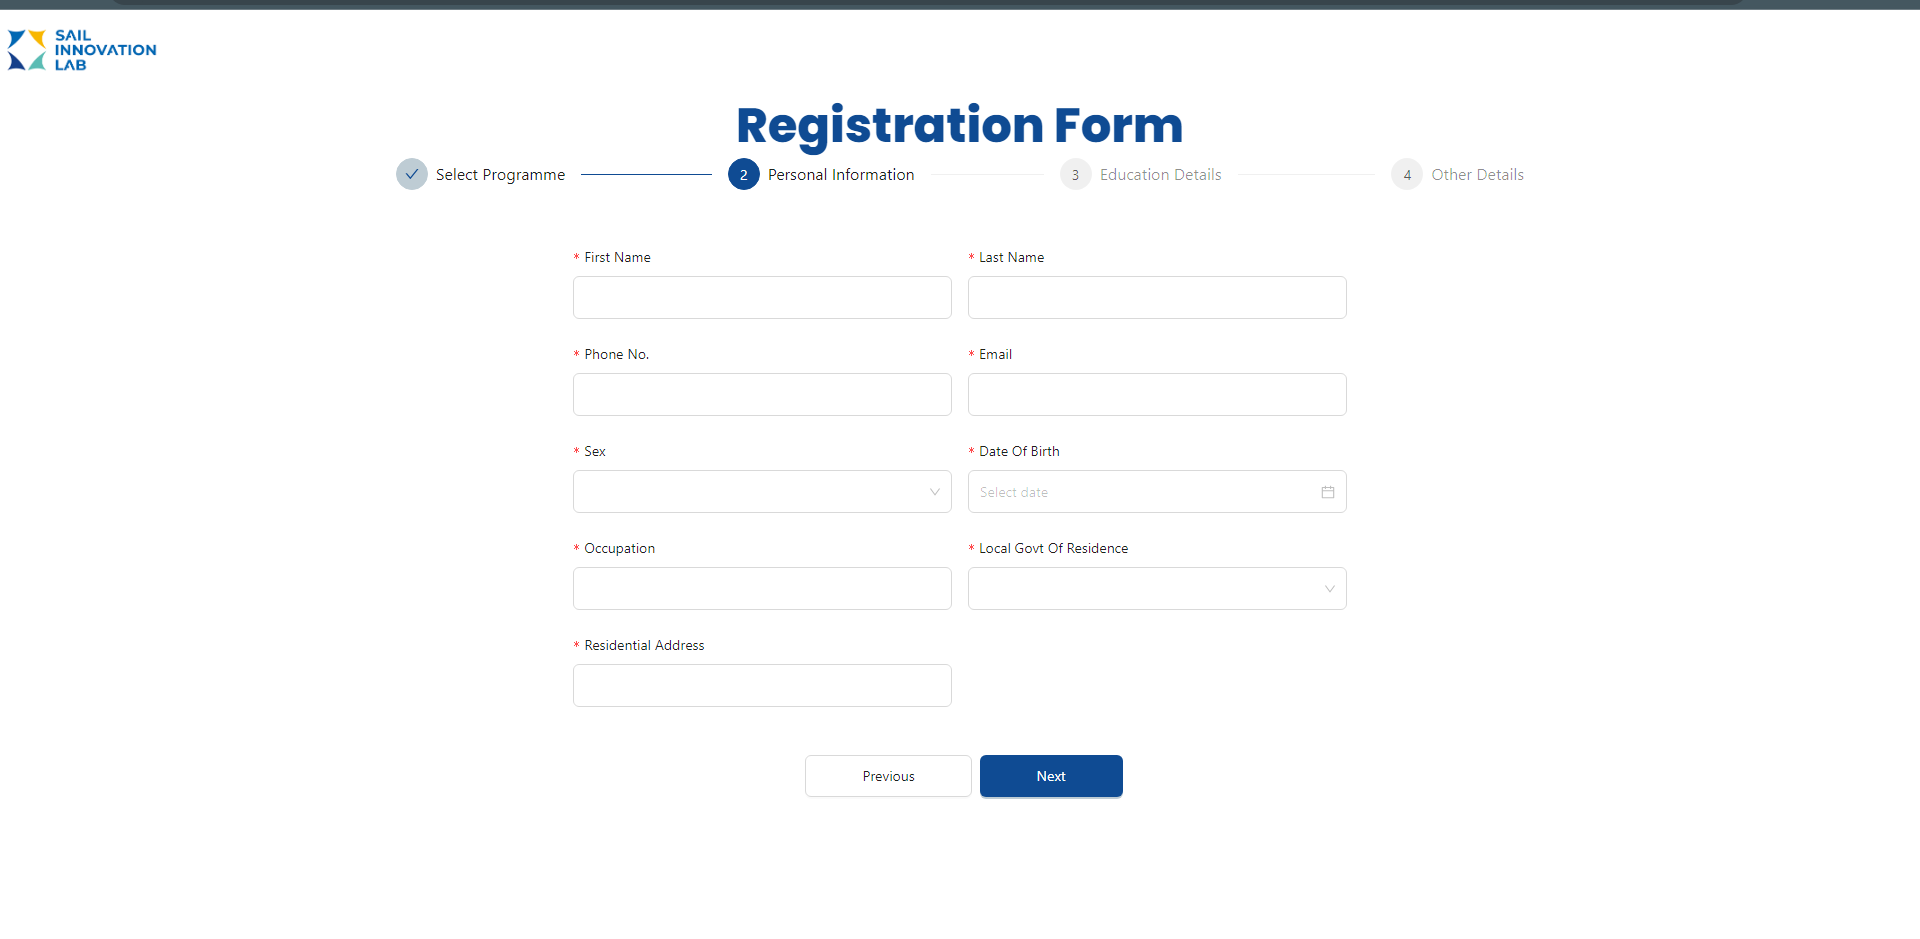 SAIL
INNOVATION
LAB
Registration Form
Select Programme
2 Personal Information
3 Education Details
4 Other Details
* First Name
* Last Name
* Phone No.
* Email
* Sex
* Date Of Birth
Select date
* Occupation
* Local Govt Of Residence
* Residential Address
Previous
Next